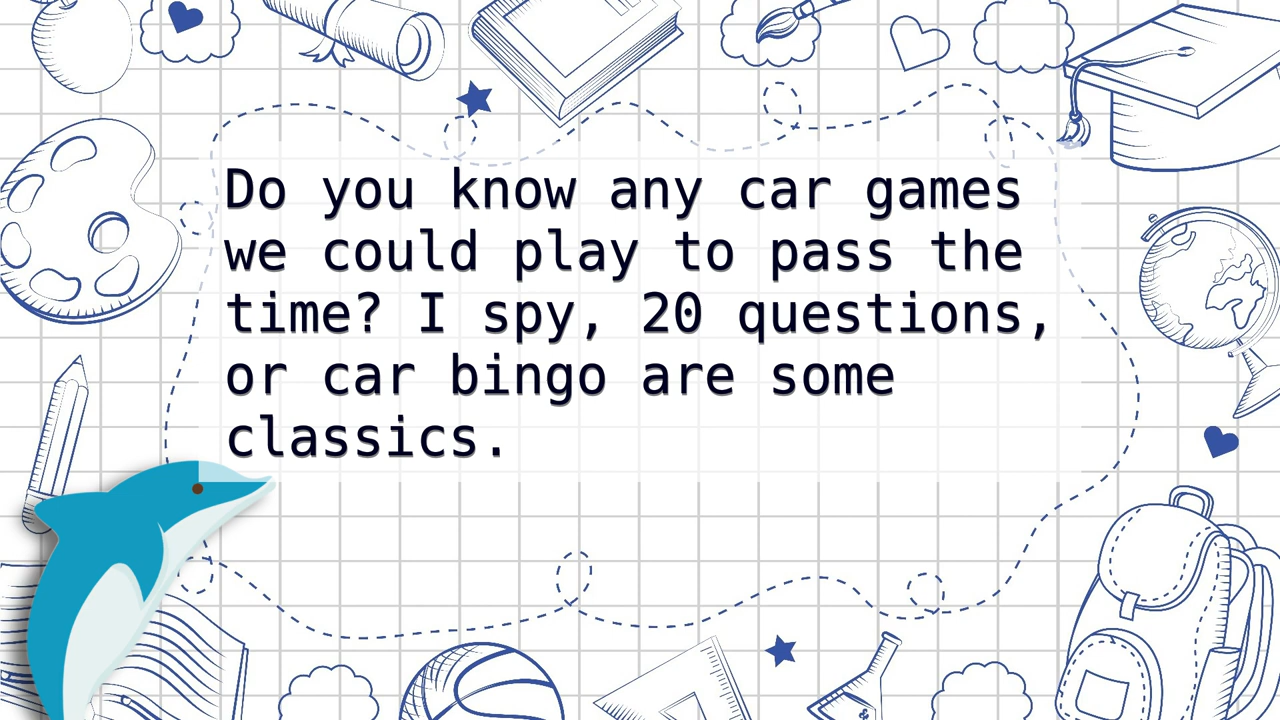 Do you know any car games
we could play to pass the
time? I spy, 20 questions,
or car bingo are some
classics.